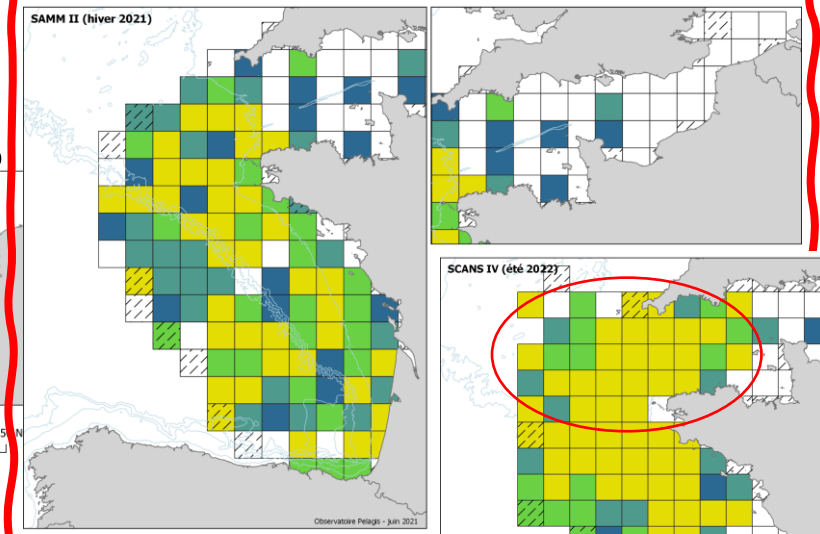 SAMM II (hiver 2021)
SCANS IV (été 2022)
Observatoire Pelagis - juin 2021